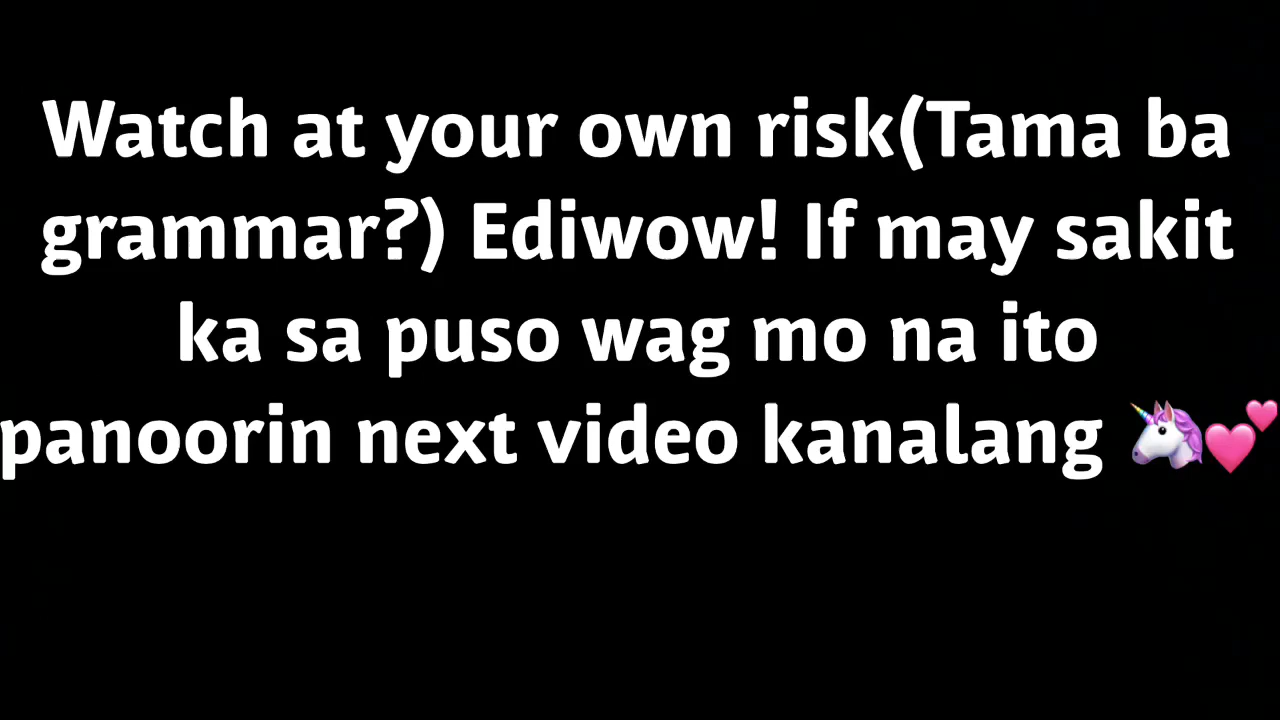 Watch at your own risk(Tama ba
grammar?) Ediwow! If may sakit
ka sa puso wag mo na ito
panoorin next video kanalang 🦄💕